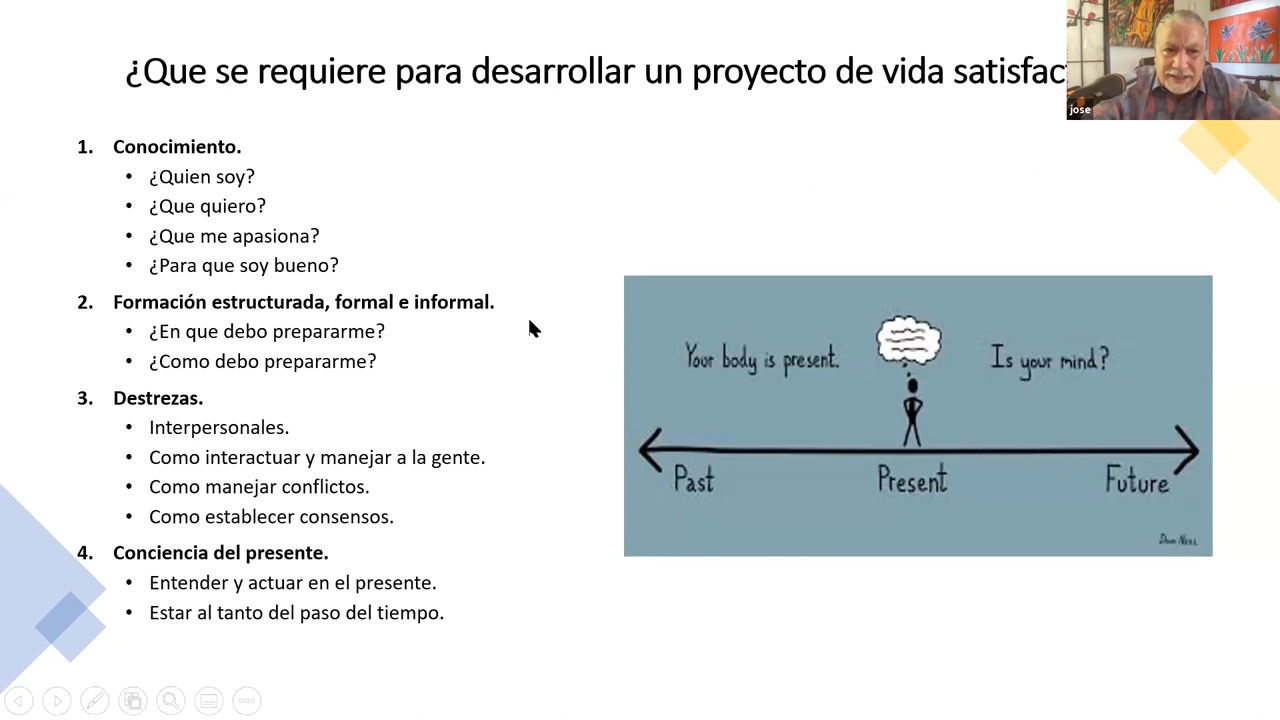 ¿Que se requiere para desarrollar un proyecto de vida satisfac
jose
1. Conocimiento.
• ¿Quien soy?
• ¿Que quiero?
• ¿Que me apasiona?
• ¿Para que soy bueno?
2. Formación estructurada, formal e informal.
• ¿En que debo prepararme?
• ¿Como debo prepararme?
3. Destrezas.
• Interpersonales.
• Como interactuar y manejar a la gente.
• Como manejar conflictos.
• Como establecer consensos.
4. Conciencia del presente.
• Entender y actuar en el presente.
• Estar al tanto del paso del tiempo.
Your body is present.
Is your mind?
Past
Present
Future